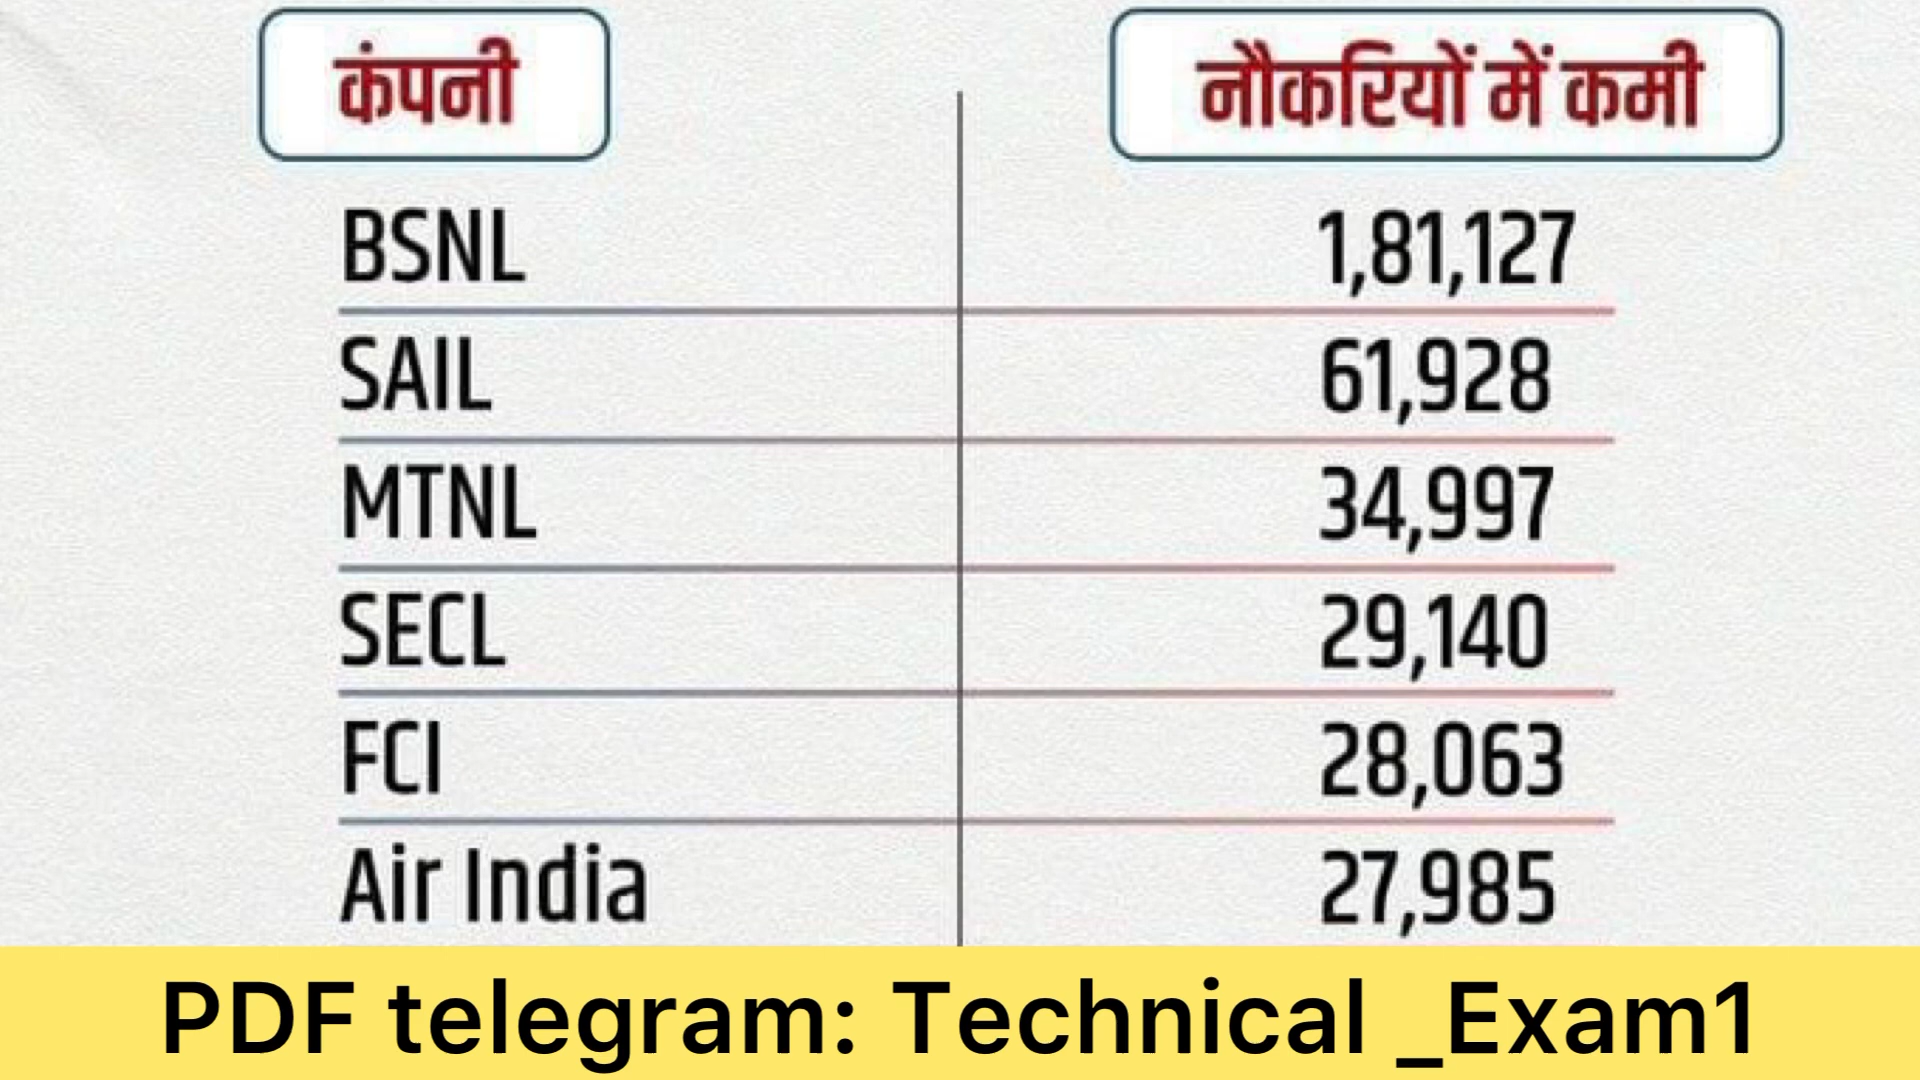 कंपनी नौकरियों में कमी
BSNL 1,81,127
SAIL 61,928
MTNL 34,997
SECL 29,140
FCI 28,063
Air India 27,985
PDF telegram: Technical _Exam1